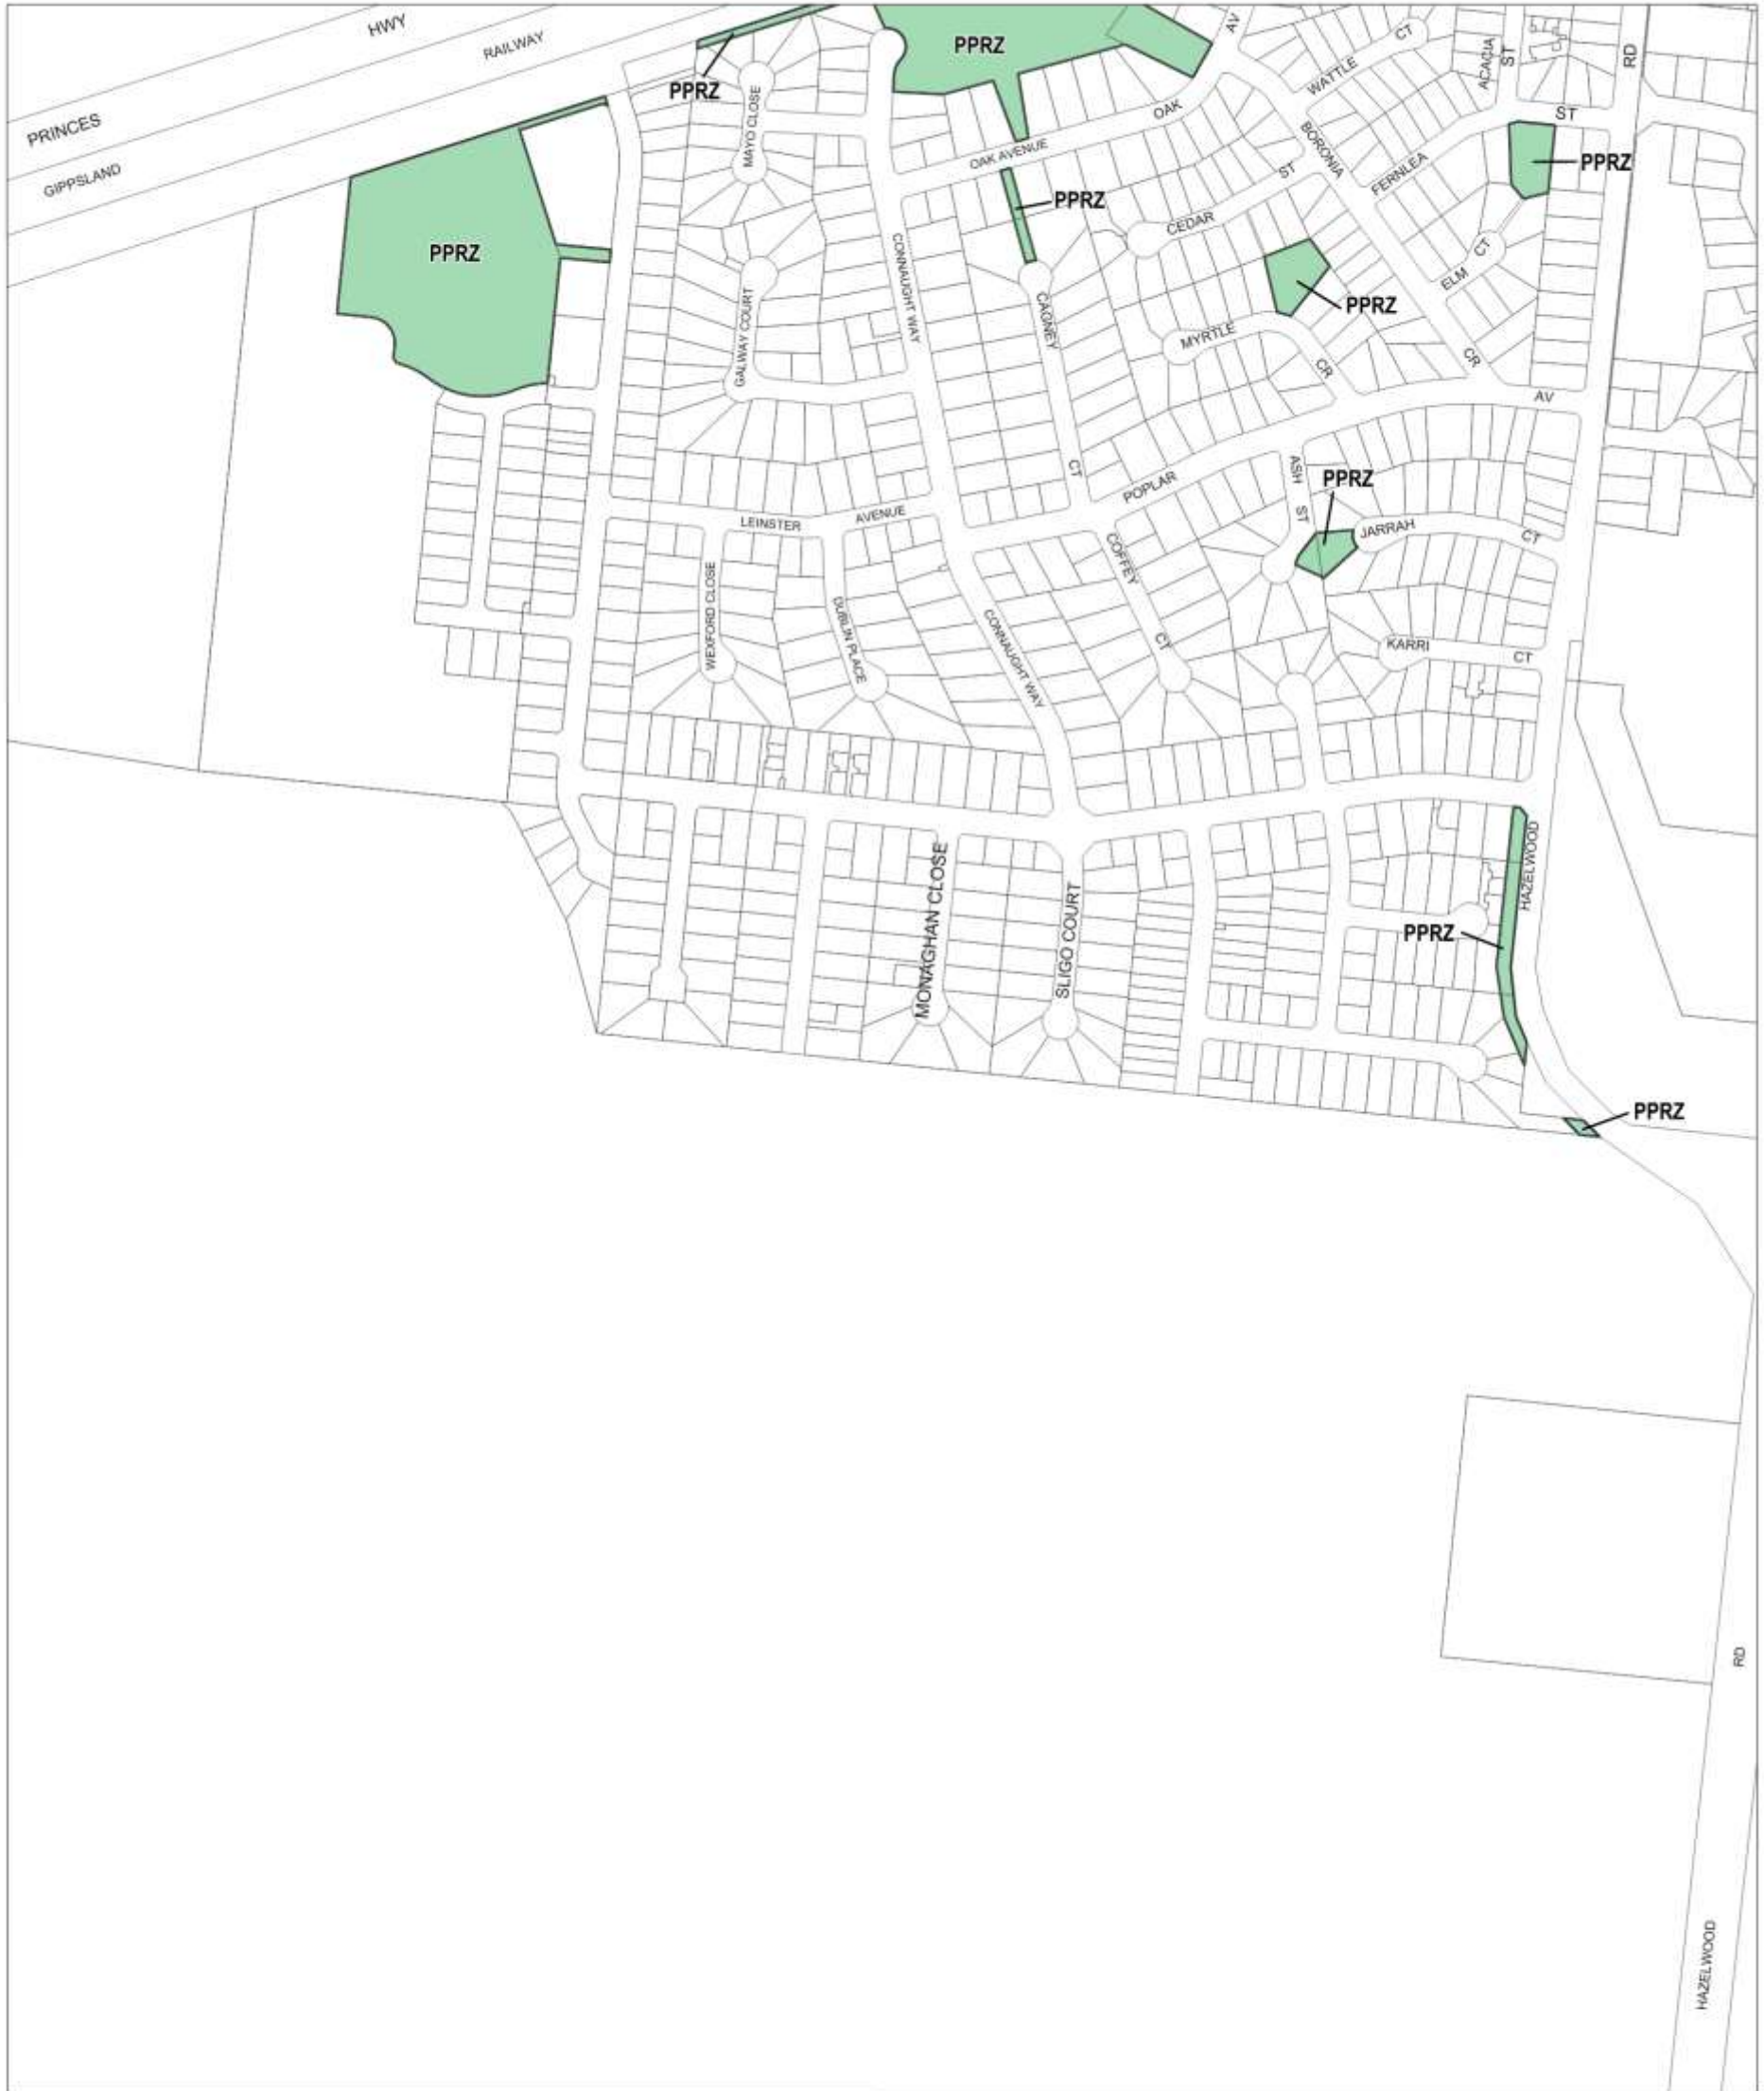 HWY
RAILWAY
PRINCES
GIPPSLAND
PPRZ
PPRZ
PPRZ
MAYO CLOSE
AV
WATTLE
CT
ACACIA
ST
RD
OAK
OAK AVENUE
BORONIA
ST
FERNLEA
PPRZ
PPRZ
CEDAR
ST
CONNAUGHT WAY
GALWAY COURT
CAGNEY
CT
MYRTLE
CR
PPRZ
ELM
CT
CR
AV
POPLAR
ASH
ST
PPRZ
JARRAH
CT
LEINSTER
AVENUE
WEXFORD CLOSE
DUBLIN PLACE
CONNAUGHT WAY
COFFEY
CT
KARRI
CT
MONAGHAN CLOSE
SLIGO COURT
HAZELWOOD
PPRZ
PPRZ
RD
HAZELWOOD